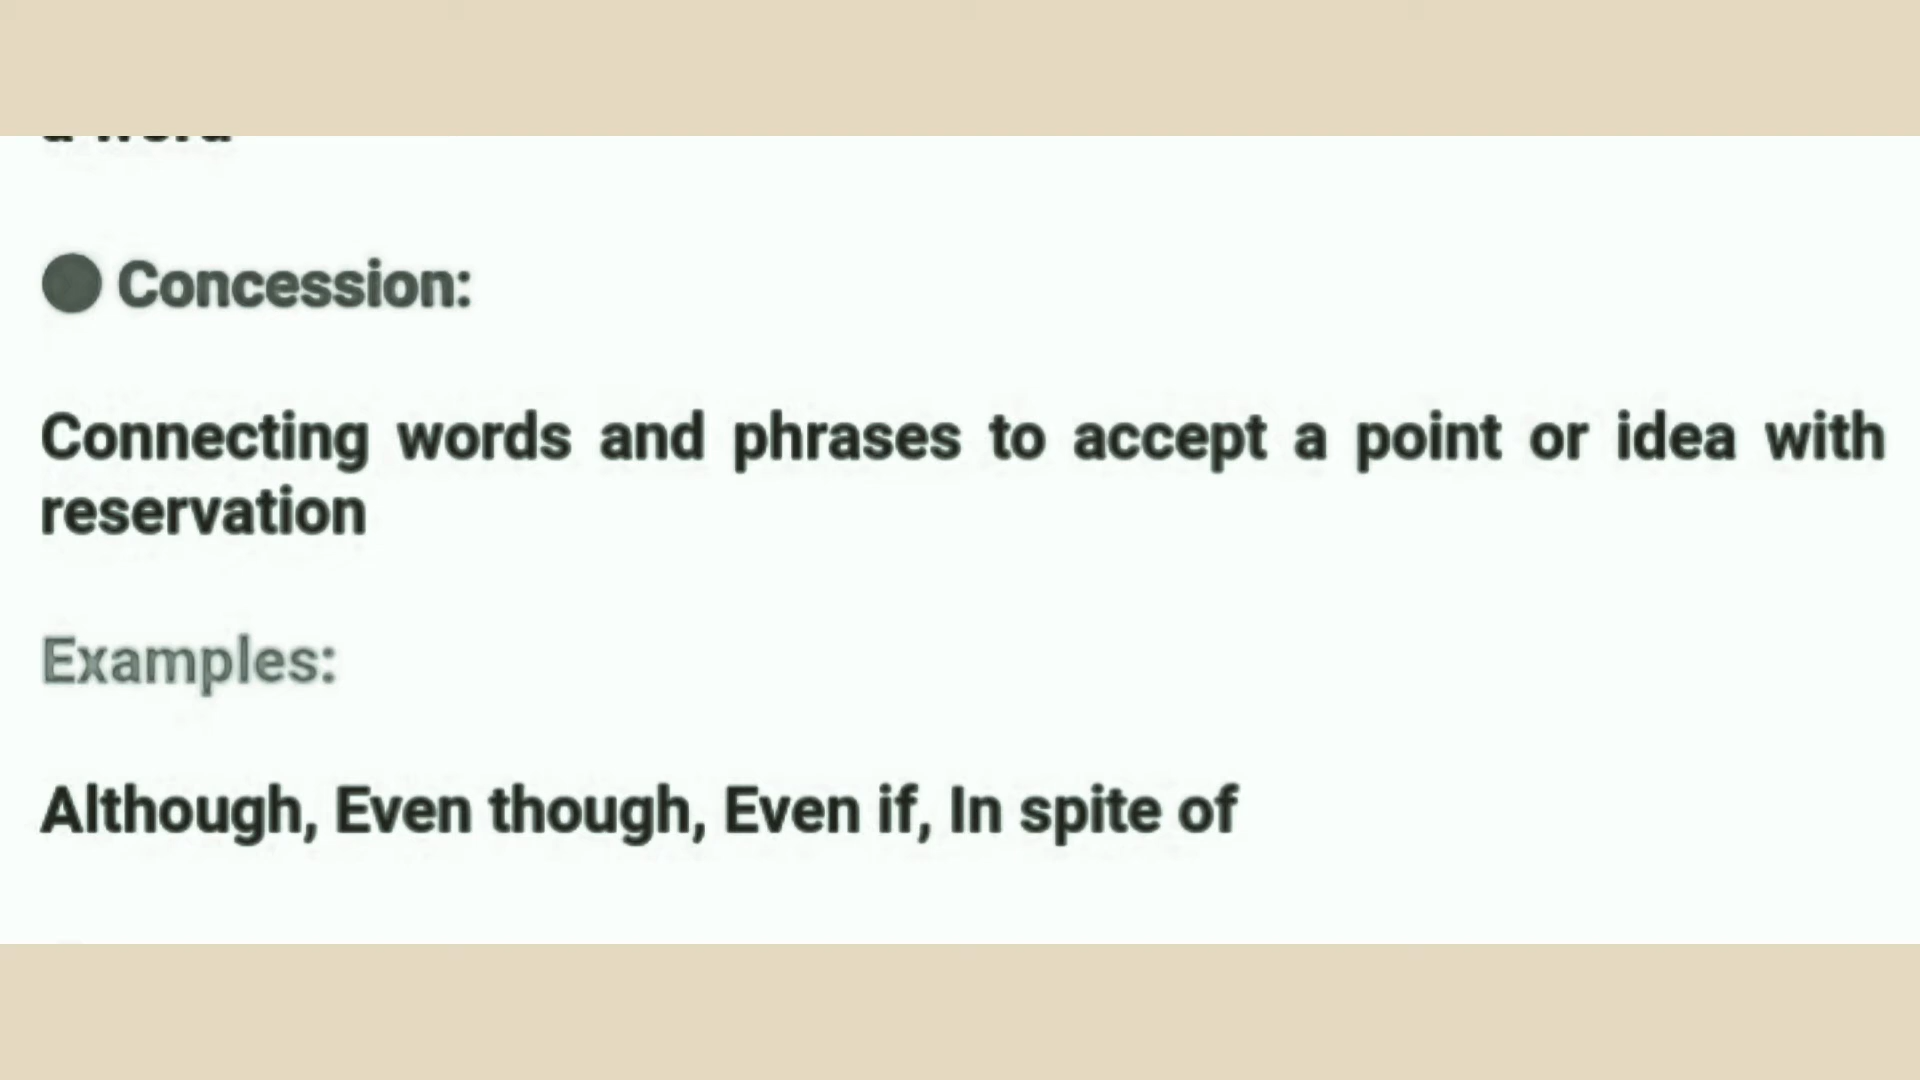 a word
Concession:
Connecting words and phrases to accept a point or idea with
reservation
Examples:
Although, Even though, Even if, In spite of